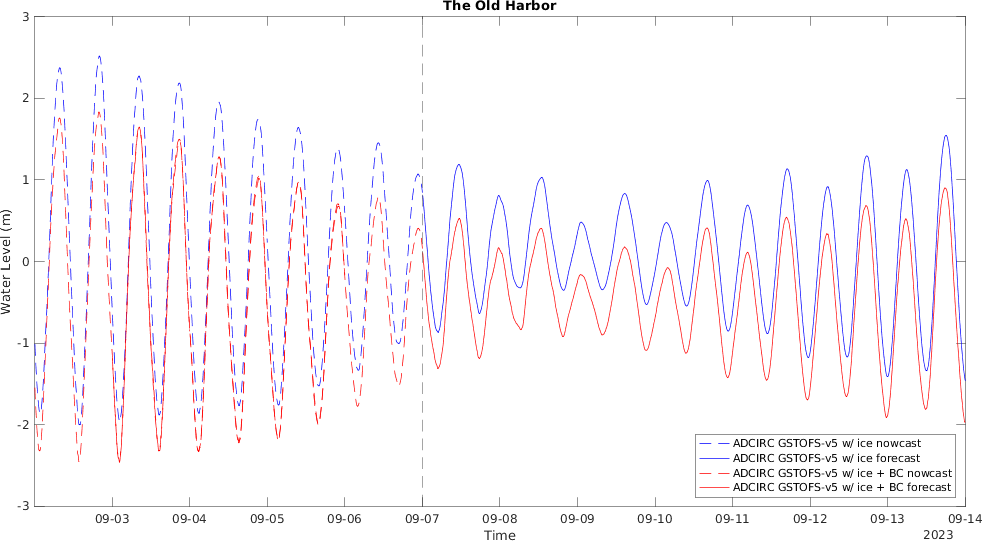 The Old Harbor
Water Level (m)
3
2
1
0
-1
-2
-3
ADCIRC GSTOFS-v5 w/ ice nowcast
ADCIRC GSTOFS-v5 w/ ice forecast
ADCIRC GSTOFS-v5 w/ ice + BC nowcast
ADCIRC GSTOFS-v5 w/ ice + BC forecast
09-03 09-04 09-05 09-06 09-07 09-08 09-09 09-10 09-11 09-12 09-13 09-14
Time
2023